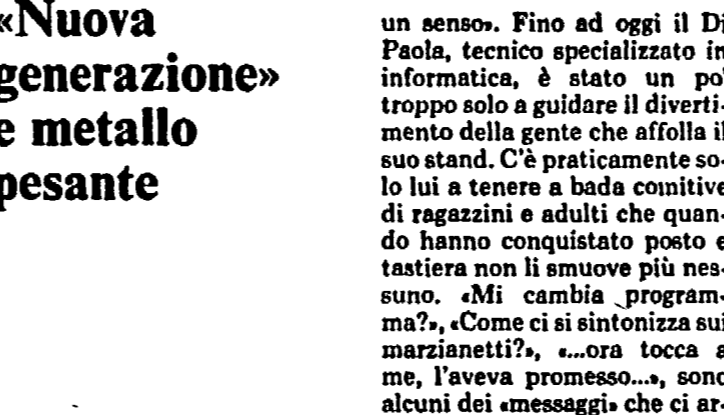 «Nuova
generazione»
e metallo
pesante
un senso». Fino ad oggi il Di
Paola, tecnico specializzato in
informatica, è stato un po'
troppo solo a guidare il diverti-
mento della gente che affolla il
suo stand. C'è praticamente so-
lo lui a tenere a bada comitive
di ragazzini e adulti che quan-
do hanno conquistato posto e
tastiera non li smuove più nes-
suno. «Mi cambia program-
ma?», «Come ci si sintonizza sui
marzianetti?», «...ora tocca a
me, l'aveva promesso...», sono
alcuni dei «messaggi» che ci ar-